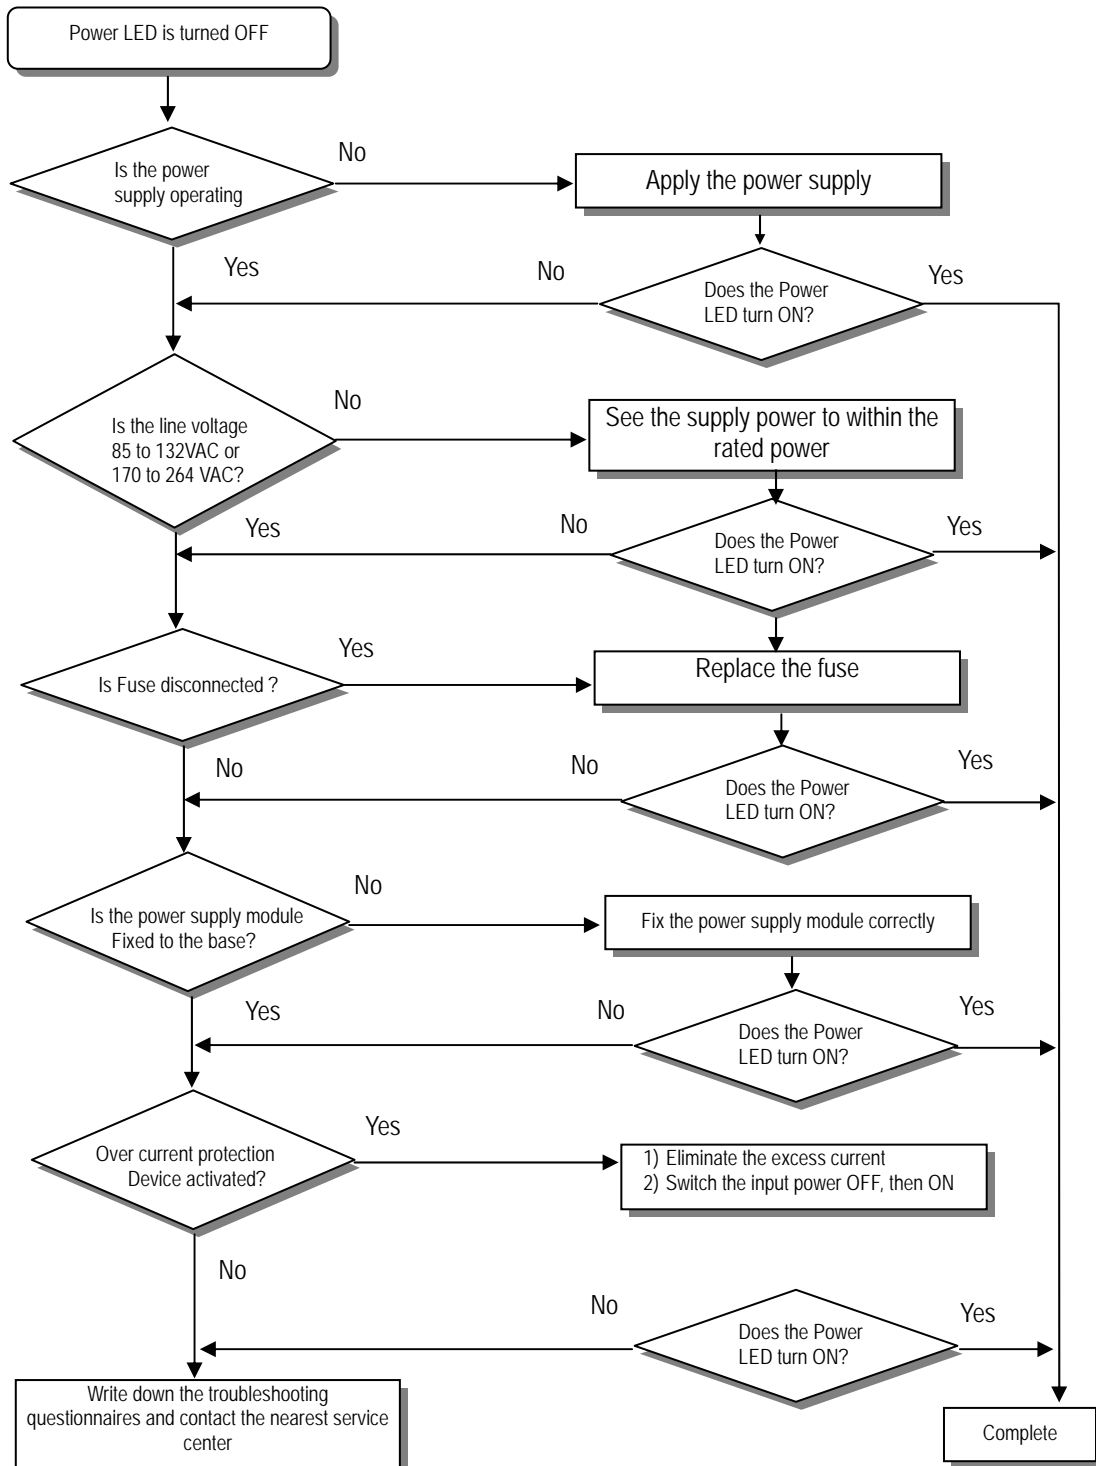 Power LED is turned OFF
Is the power
supply operating
No
Apply the power supply
Yes
No
Does the Power
LED turn ON?
Yes
Is the line voltage
85 to 132VAC or
170 to 264 VAC?
No
See the supply power to within the
rated power
Yes
No
Does the Power
LED turn ON?
Yes
Is Fuse disconnected ?
Yes
Replace the fuse
No
No
Does the Power
LED turn ON?
Yes
Is the power supply module
Fixed to the base?
No
Fix the power supply module correctly
Yes
No
Does the Power
LED turn ON?
Yes
Over current protection
Device activated?
Yes
1) Eliminate the excess current
2) Switch the input power OFF, then ON
No
No
Does the Power
LED turn ON?
Yes
Write down the troubleshooting
questionnaires and contact the nearest service
center
Complete